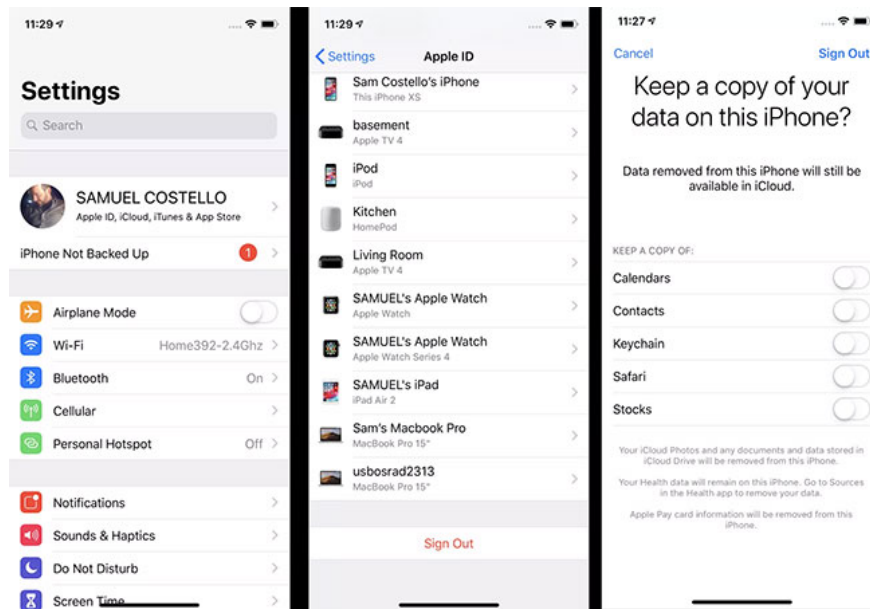 11:29
Settings
Search
SAMUEL COSTELLO
Apple ID, iCloud, iTunes & App Store
iPhone Not Backed Up 1
Airplane Mode
Wi-Fi Home392-2.4Ghz
Bluetooth On
Cellular
Personal Hotspot Off
Notifications
Sounds & Haptics
Do Not Disturb
Screen Time
11:29
Settings Apple ID
Sam Costello's iPhone
This iPhone XS
basement
Apple TV 4
iPod
iPod
Kitchen
HomePod
Living Room
Apple TV 4
SAMUEL's Apple Watch
Apple Watch
SAMUEL's Apple Watch
Apple Watch Series 4
SAMUEL's iPad
iPad Air 2
Sam's Macbook Pro
MacBook Pro 15"
usbosrad2313
MacBook Pro 15"
Sign Out
11:27
Cancel Sign Out
Keep a copy of your
data on this iPhone?
Data removed from this iPhone will still be
available in iCloud.
KEEP A COPY OF:
Calendars
Contacts
Keychain
Safari
Stocks
Your iCloud Photos and any documents and data stored in
iCloud Drive will be removed from this iPhone.
Your Health data will remain on this iPhone. Go to Sources
in the Health app to remove your data.
Apple Pay card information will be removed from this
iPhone.